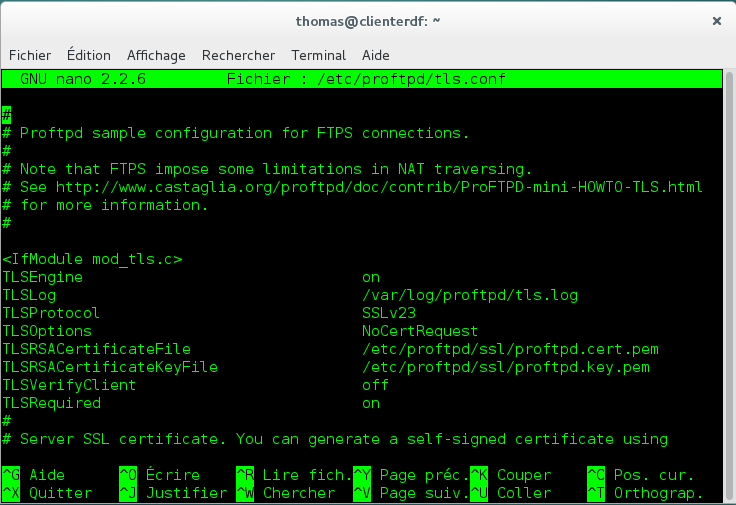 thomas@clienterdf: ~
Fichier Édition Affichage Rechercher Terminal Aide
GNU nano 2.2.6 Fichier : /etc/proftpd/tls.conf
#
# Proftpd sample configuration for FTPS connections.
#
# Note that FTPS impose some limitations in NAT traversing.
# See http://www.castaglia.org/proftpd/doc/contrib/ProFTPD-mini-HOWTO-TLS.html
# for more information.
#
<IfModule mod_tls.c>
TLSEngine on
TLSLog /var/log/proftpd/tls.log
TLSProtocol SSLv23
TLSOptions NoCertRequest
TLSRSACertificateFile /etc/proftpd/ssl/proftpd.cert.pem
TLSRSACertificateKeyFile /etc/proftpd/ssl/proftpd.key.pem
TLSVerifyClient off
TLSRequired on
#
# Server SSL certificate. You can generate a self-signed certificate using
^G Aide ^O Écrire ^R Lire fich. ^Y Page préc. ^K Couper ^C Pos. cur.
^X Quitter ^J Justifier ^W Chercher ^V Page suiv. ^U Coller ^T Orthograp.